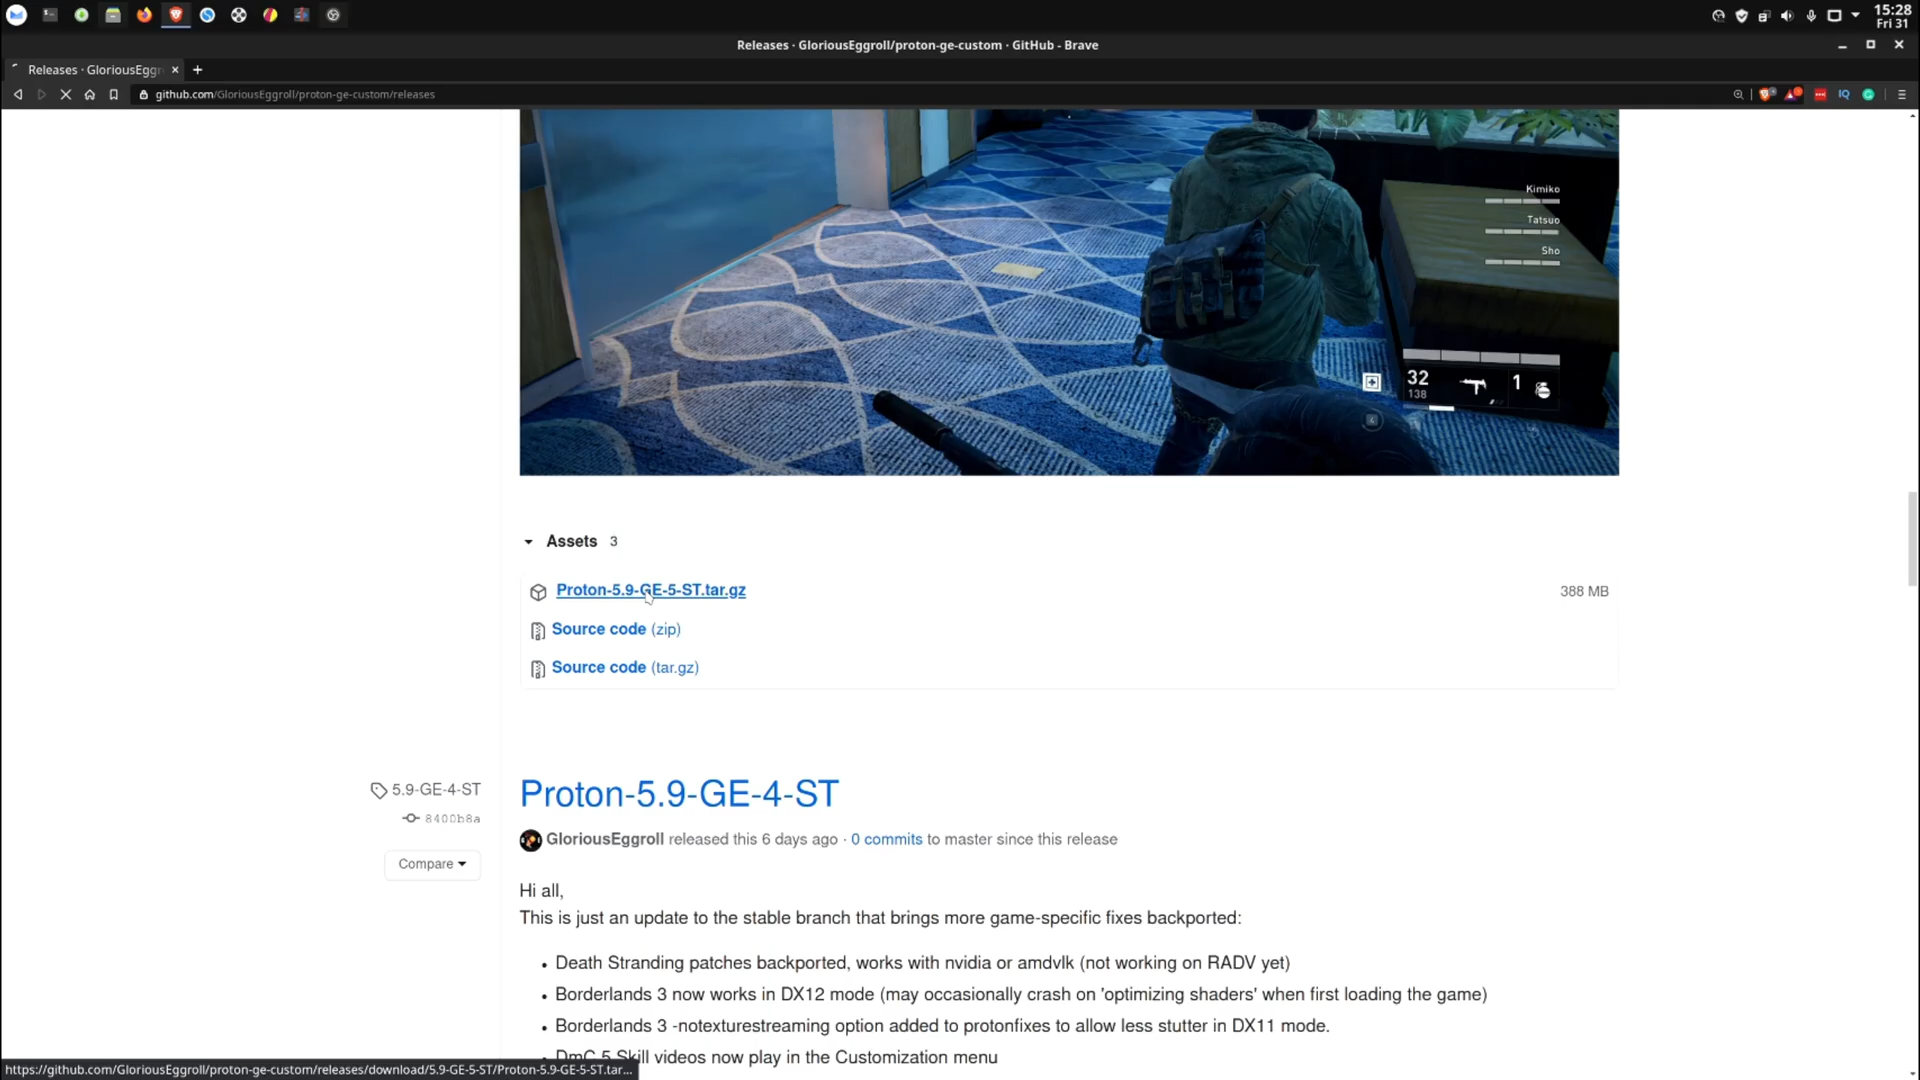 15:28
Fri 31
Releases · GloriousEggroll/proton-ge-custom · GitHub - Brave
Releases · GloriousEggr
github.com/GloriousEggroll/proton-ge-custom/releases
IQ
Kimiko
Tatsuo
Sho
32
138
1
Assets 3
Proton-5.9-GE-5-ST.tar.gz 388 MB
Source code (zip)
Source code (tar.gz)
5.9-GE-4-ST
8400b8a
Compare
Proton-5.9-GE-4-ST
GloriousEggroll released this 6 days ago · 0 commits to master since this release
Hi all,
This is just an update to the stable branch that brings more game-specific fixes backported:
• Death Stranding patches backported, works with nvidia or amdvlk (not working on RADV yet)
• Borderlands 3 now works in DX12 mode (may occasionally crash on 'optimizing shaders' when first loading the game)
• Borderlands 3 -notexturestreaming option added to protonfixes to allow less stutter in DX11 mode.
• DmC 5 Skill videos now play in the Customization menu
https://github.com/GloriousEggroll/proton-ge-custom/releases/download/5.9-GE-5-ST/Proton-5.9-GE-5-ST.tar...